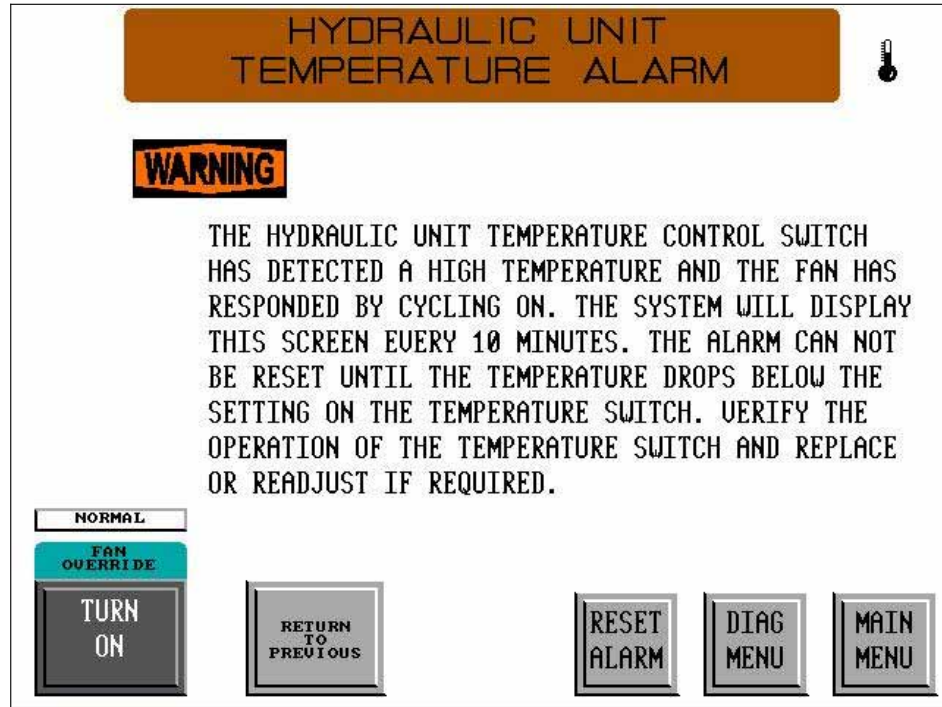 HYDRAULIC UNIT
TEMPERATURE ALARM
WARNING
THE HYDRAULIC UNIT TEMPERATURE CONTROL SWITCH
HAS DETECTED A HIGH TEMPERATURE AND THE FAN HAS
RESPONDED BY CYCLING ON. THE SYSTEM WILL DISPLAY
THIS SCREEN EVERY 10 MINUTES. THE ALARM CAN NOT
BE RESET UNTIL THE TEMPERATURE DROPS BELOW THE
SETTING ON THE TEMPERATURE SWITCH. VERIFY THE
OPERATION OF THE TEMPERATURE SWITCH AND REPLACE
OR READJUST IF REQUIRED.
NORMAL
FAN
OVERRIDE
TURN
ON
RETURN
TO
PREVIOUS
RESET
ALARM
DIAG
MENU
MAIN
MENU